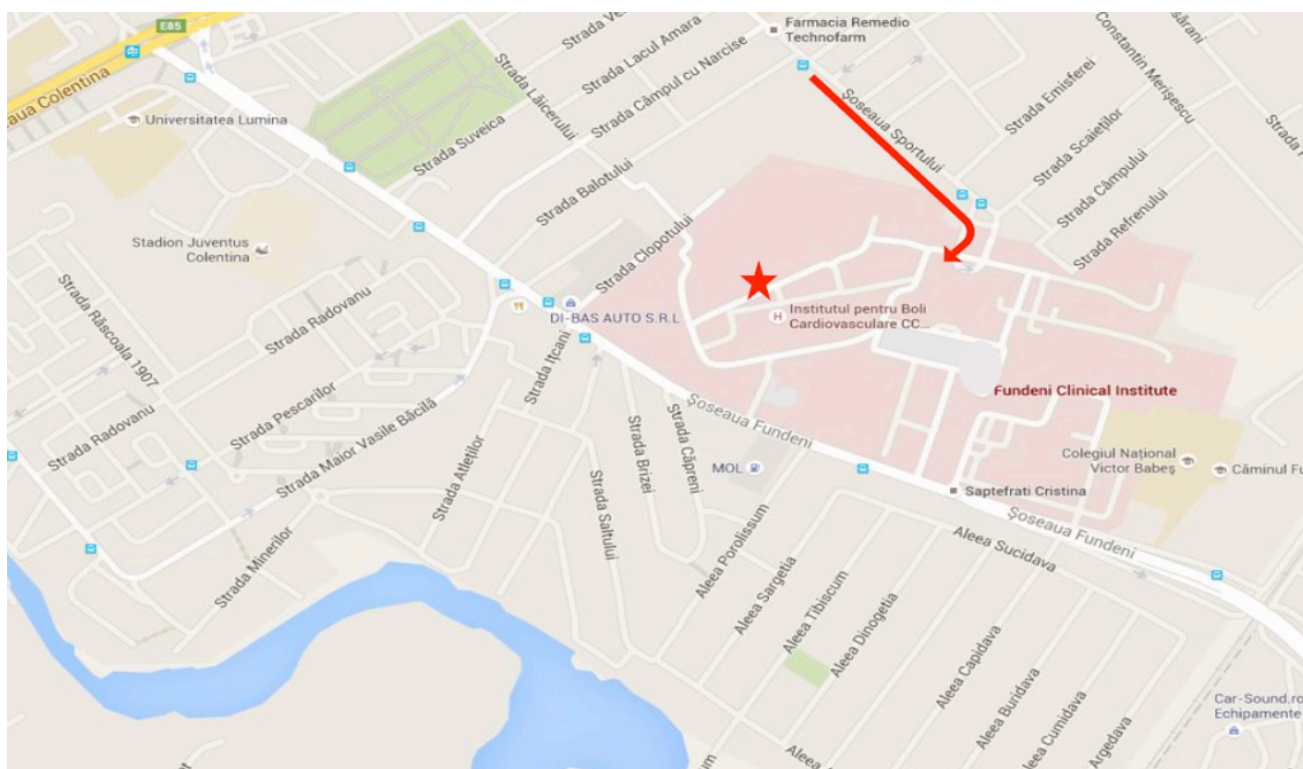 E85
aua Colentina
Universitatea Lumina
Stadion Juventus
Colentina
Strada Lăicerului
Strada Lacul Amara
Strada Câmpul cu Narcise
Strada Suveica
Strada Balotului
Strada Clopotului
Farmacia Remedio
Technofarm
Șoseaua Sportului
Strada Emisferei
Constantin Merișescu
Strada Scaieților
Strada Câmpului
Strada Refrenului
DI-BAS AUTO S.R.L
Institutul pentru Boli
Cardiovasculare CC...
Fundeni Clinical Institute
Strada Răscoala 1907
Strada Radovanu
Strada Radovanu
Strada Pescarilor
Strada Maior Vasile Băcilă
Strada Minerilor
Strada Atleților
Strada Ițcani
Strada Saltului
Strada Brizei
Strada Căpreni
Șoseaua Fundeni
MOL
Colegiul Național
Victor Babeș
Căminul Fu
Saptefrati Cristina
Șoseaua Fundeni
Aleea Sucidava
Aleea Porolissum
Aleea Sargetia
Aleea Tibiscum
Aleea Dinogetia
Aleea Capidava
Aleea Buridava
Aleea Cumidava
Argedava
Car-Sound.ro
Echipamente